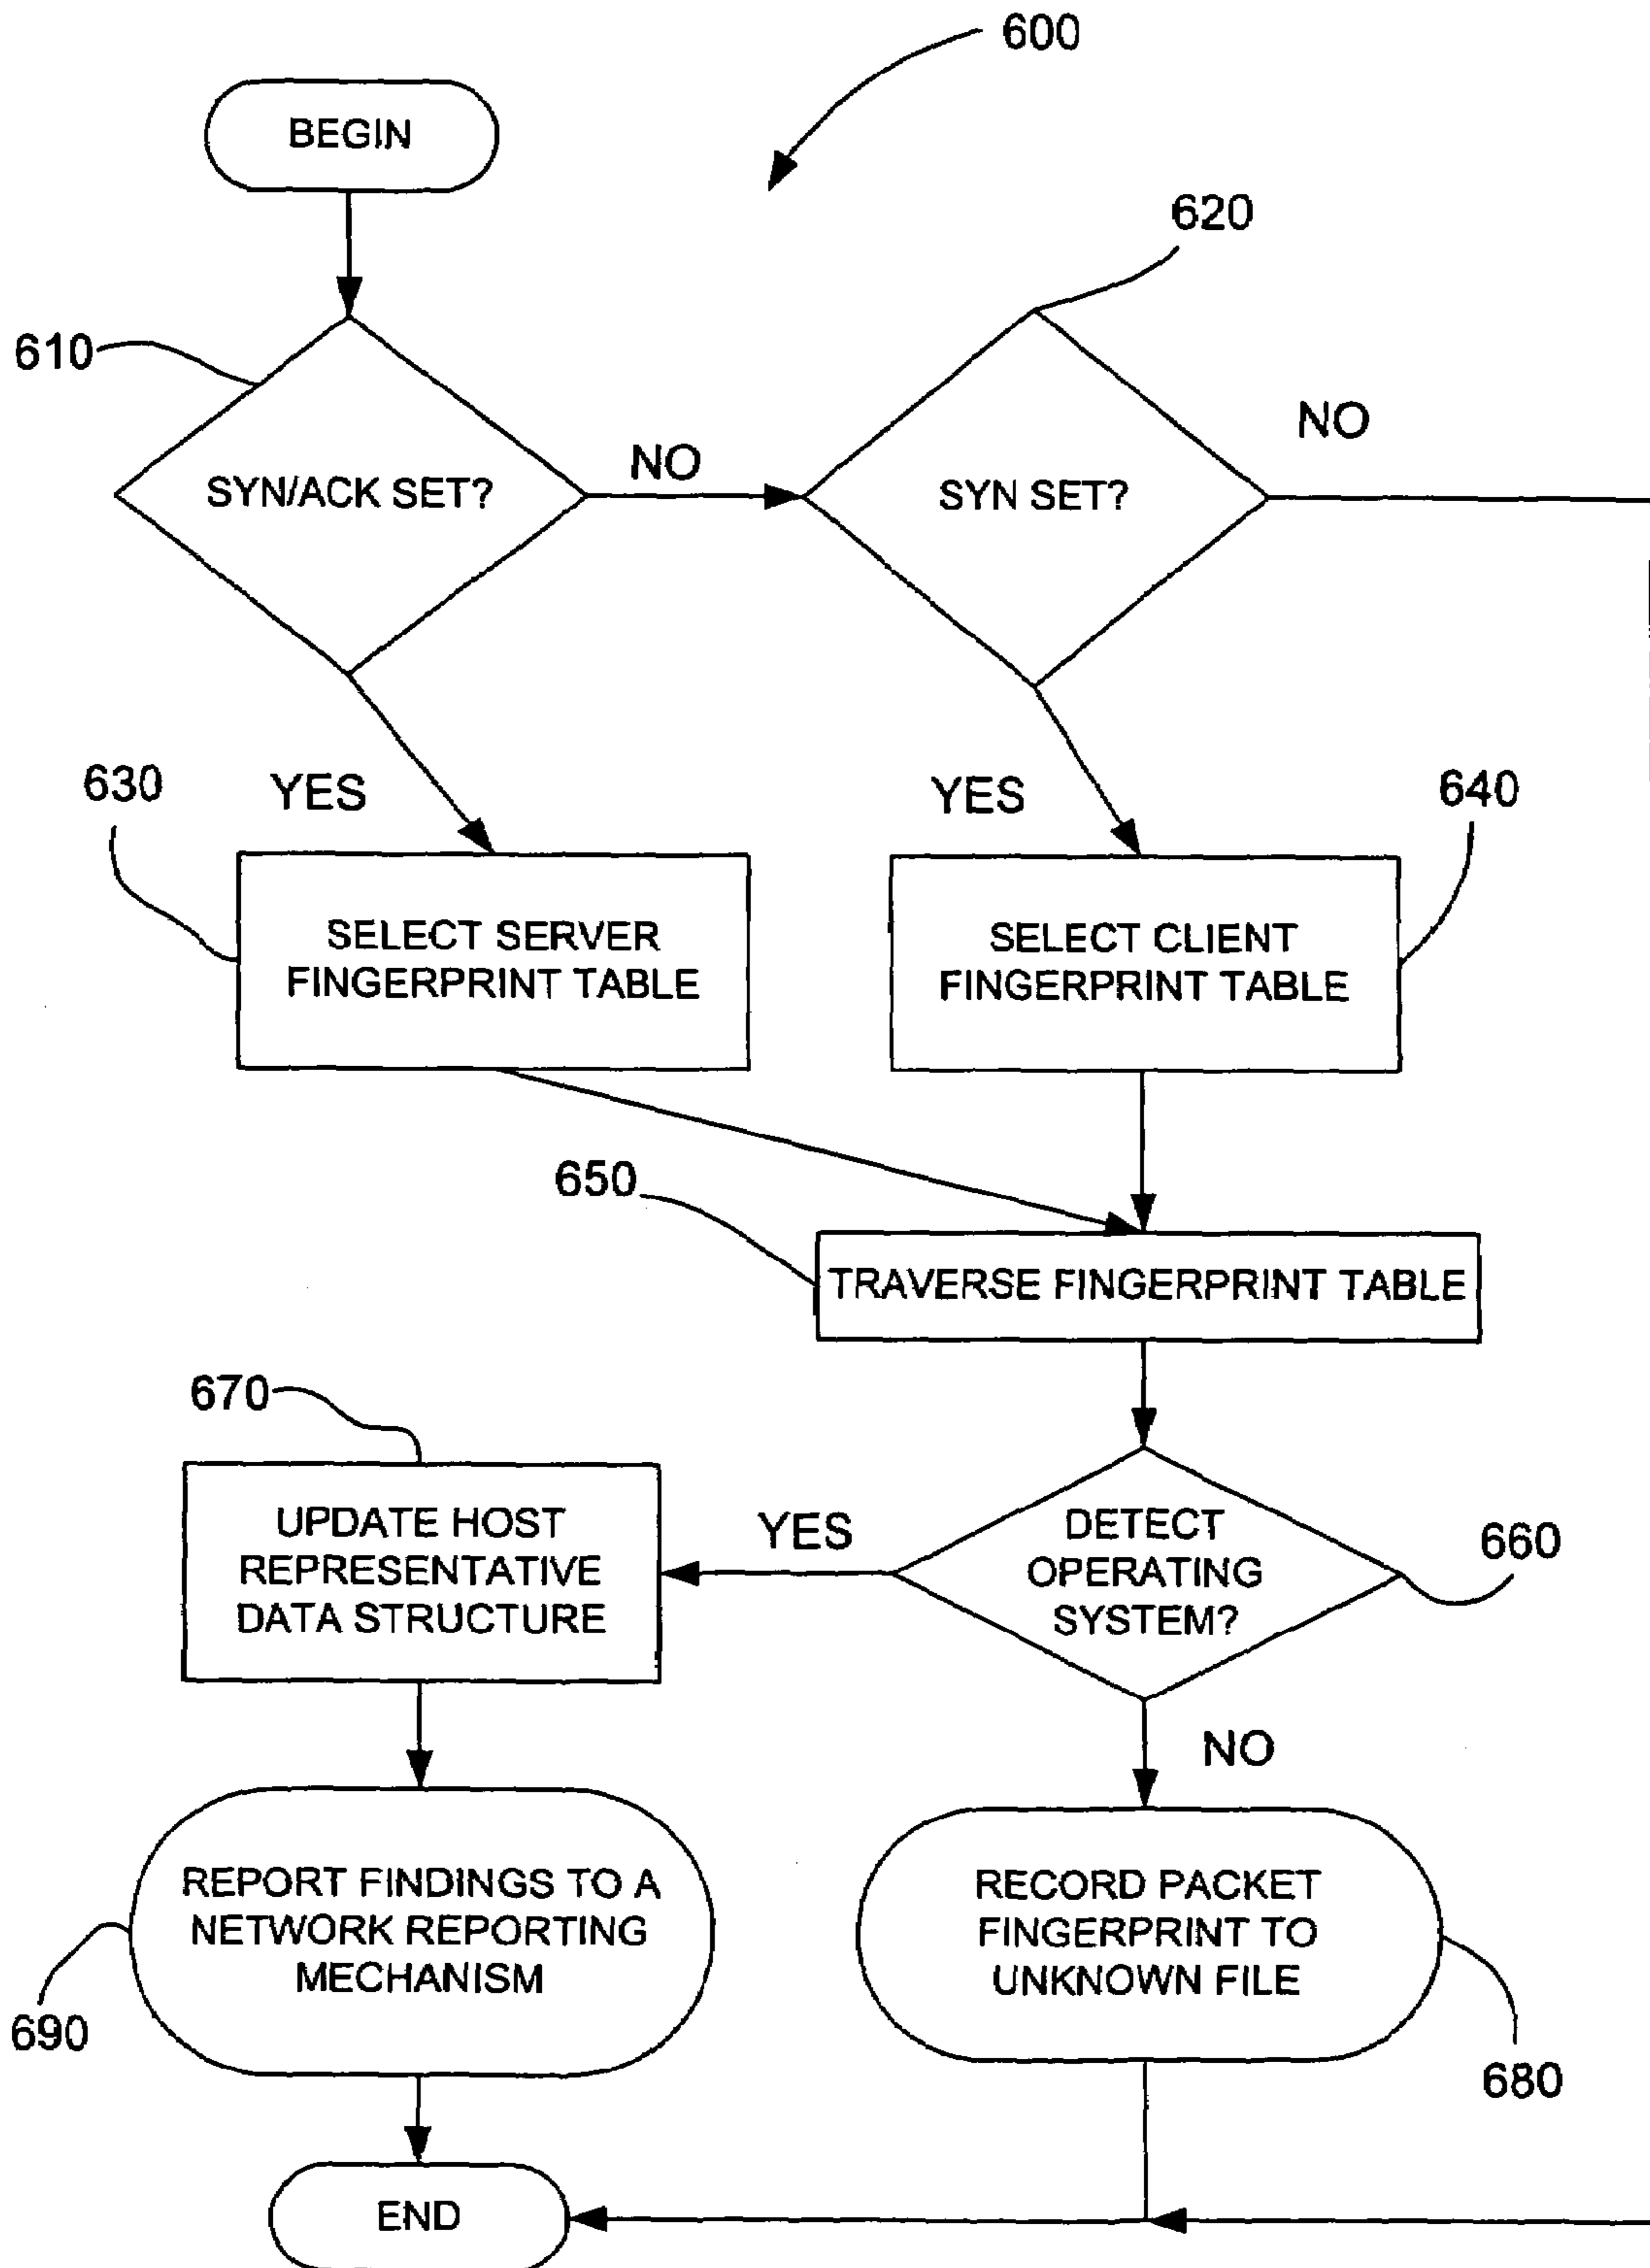 600
BEGIN
620
610
NO
SYN/ACK SET?
NO
SYN SET?
630
YES
YES
640
SELECT SERVER
FINGERPRINT TABLE
SELECT CLIENT
FINGERPRINT TABLE
650
TRAVERSE FINGERPRINT TABLE
670
UPDATE HOST
REPRESENTATIVE
DATA STRUCTURE
YES
DETECT
OPERATING
SYSTEM?
660
NO
REPORT FINDINGS TO A
NETWORK REPORTING
MECHANISM
RECORD PACKET
FINGERPRINT TO
UNKNOWN FILE
690
680
END